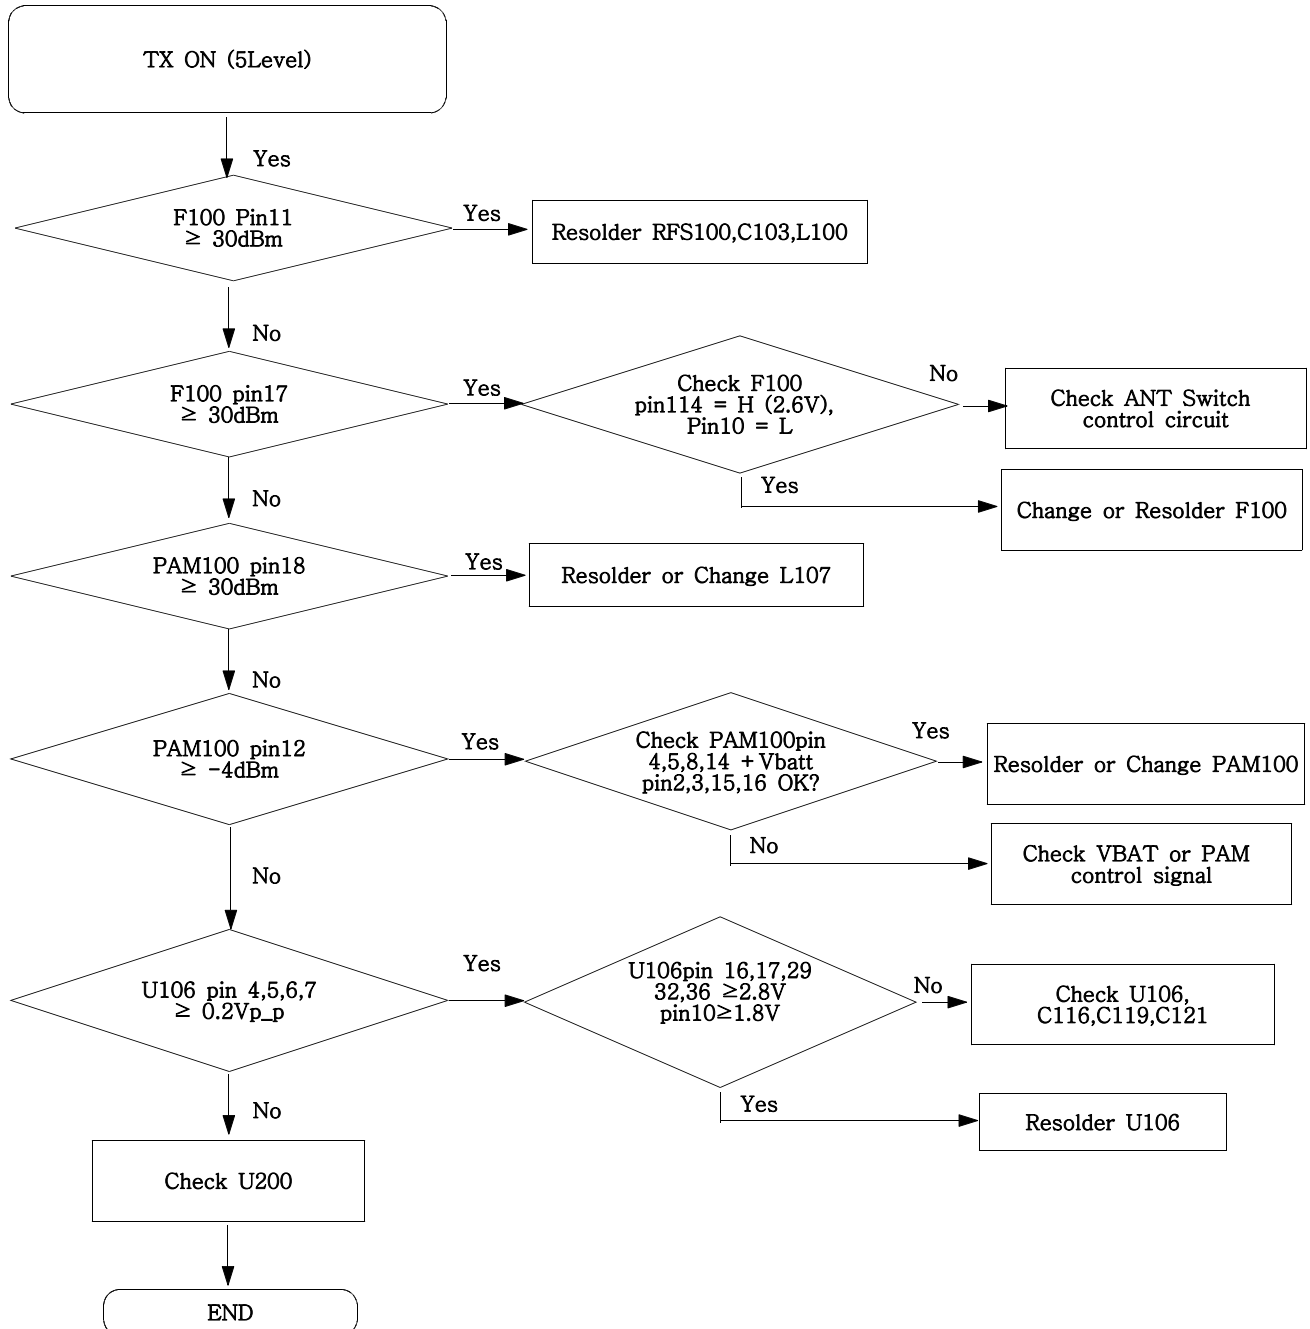 TX ON (5Level)
Yes
F100 Pin11
≥ 30dBm
Yes
Resolder RFS100,C103,L100
No
F100 pin17
≥ 30dBm
Yes
Check F100
pin114 = H (2.6V),
Pin10 = L
No
Check ANT Switch
control circuit
Yes
Change or Resolder F100
No
PAM100 pin18
≥ 30dBm
Yes
Resolder or Change L107
No
PAM100 pin12
≥ -4dBm
Yes
Check PAM100pin
4,5,8,14 +Vbatt
pin2,3,15,16 OK?
Yes
Resolder or Change PAM100
No
Check VBAT or PAM
control signal
No
U106 pin 4,5,6,7
≥ 0.2Vp_p
Yes
U106pin 16,17,29
32,36 ≥2.8V
pin10≥1.8V
No
Check U106,
C116,C119,C121
Yes
Resolder U106
No
Check U200
END